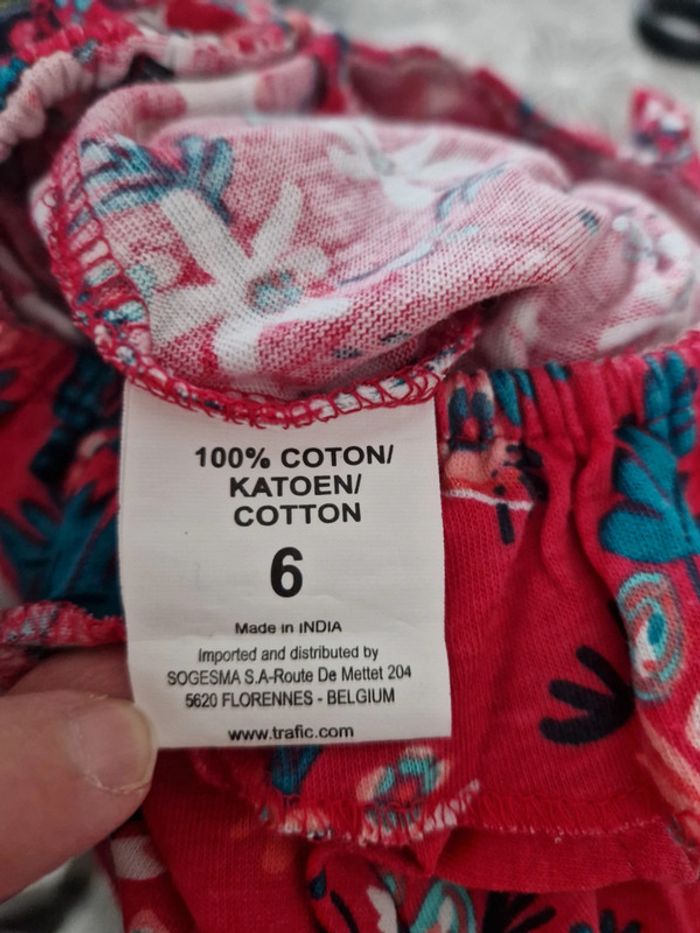 100% COTON/
KATOEN/
COTTON
6
Made in INDIA
Imported and distributed by
SOGESMA S.A-Route De Mettet 204
5620 FLORENNES - BELGIUM
www.trafic.com